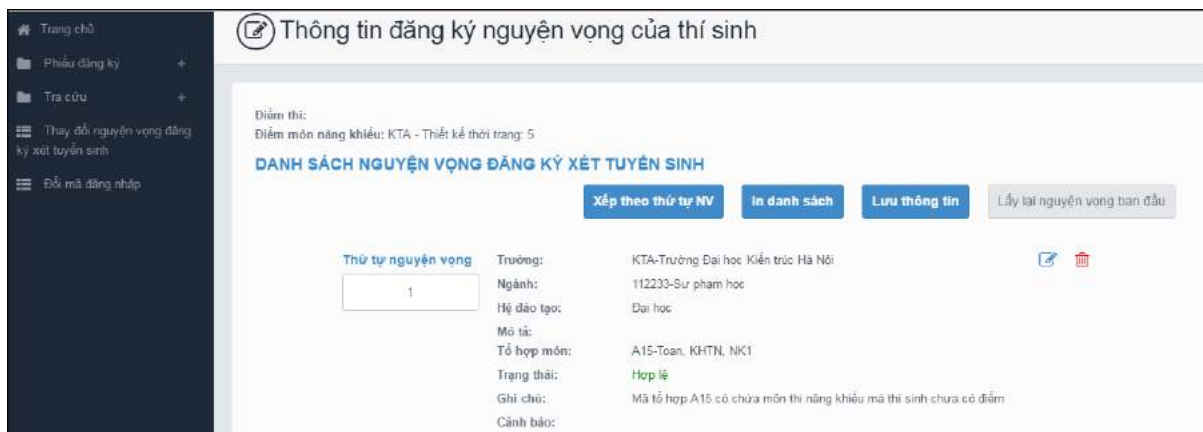 Trang chủ
Phiếu đăng ký +
Tra cứu +
Thay đổi nguyện vọng đăng
ký xét tuyển sinh
Đổi mã đăng nhập
Thông tin đăng ký nguyện vọng của thí sinh
Điểm thi:
Điểm môn năng khiếu: KTA - Thiết kế thời trang: 5
DANH SÁCH NGUYỆN VỌNG ĐĂNG KÝ XÉT TUYỂN SINH
Xếp theo thứ tự NV
In danh sách
Lưu thông tin
Lấy lại nguyện vọng ban đầu
Thứ tự nguyện vọng
1
Trường: KTA-Trường Đại học Kiến trúc Hà Nội
Ngành: 112233-Sư phạm học
Hệ đào tạo: Đại học
Mô tả:
Tổ hợp môn: A15-Toan, KHTN, NK1
Trạng thái: Hợp lệ
Ghi chú: Mã tổ hợp A15 có chứa môn thi năng khiếu mà thí sinh chưa có điểm
Cảnh báo: